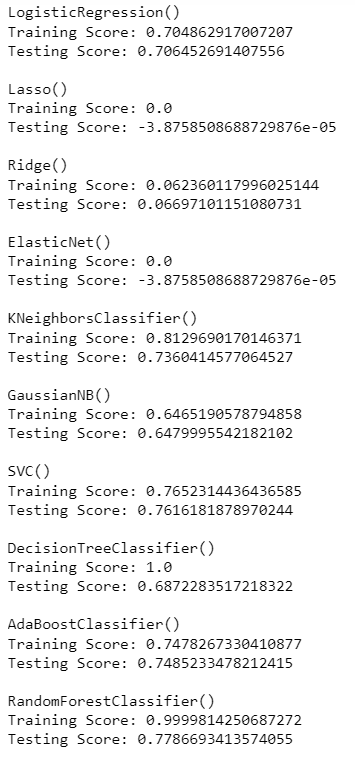 LogisticRegression()
Training Score: 0.704862917007207
Testing Score: 0.706452691407556
Lasso()
Training Score: 0.0
Testing Score: -3.8758508688729876e-05
Ridge()
Training Score: 0.062360117996025144
Testing Score: 0.06697101151080731
ElasticNet()
Training Score: 0.0
Testing Score: -3.8758508688729876e-05
KNeighborsClassifier()
Training Score: 0.8129690170146371
Testing Score: 0.7360414577064527
GaussianNB()
Training Score: 0.6465190578794858
Testing Score: 0.6479995542182102
SVC()
Training Score: 0.7652314436436585
Testing Score: 0.7616181878970244
DecisionTreeClassifier()
Training Score: 1.0
Testing Score: 0.6872283517218322
AdaBoostClassifier()
Training Score: 0.7478267330410877
Testing Score: 0.7485233478212415
RandomForestClassifier()
Training Score: 0.9999814250687272
Testing Score: 0.7786693413574055